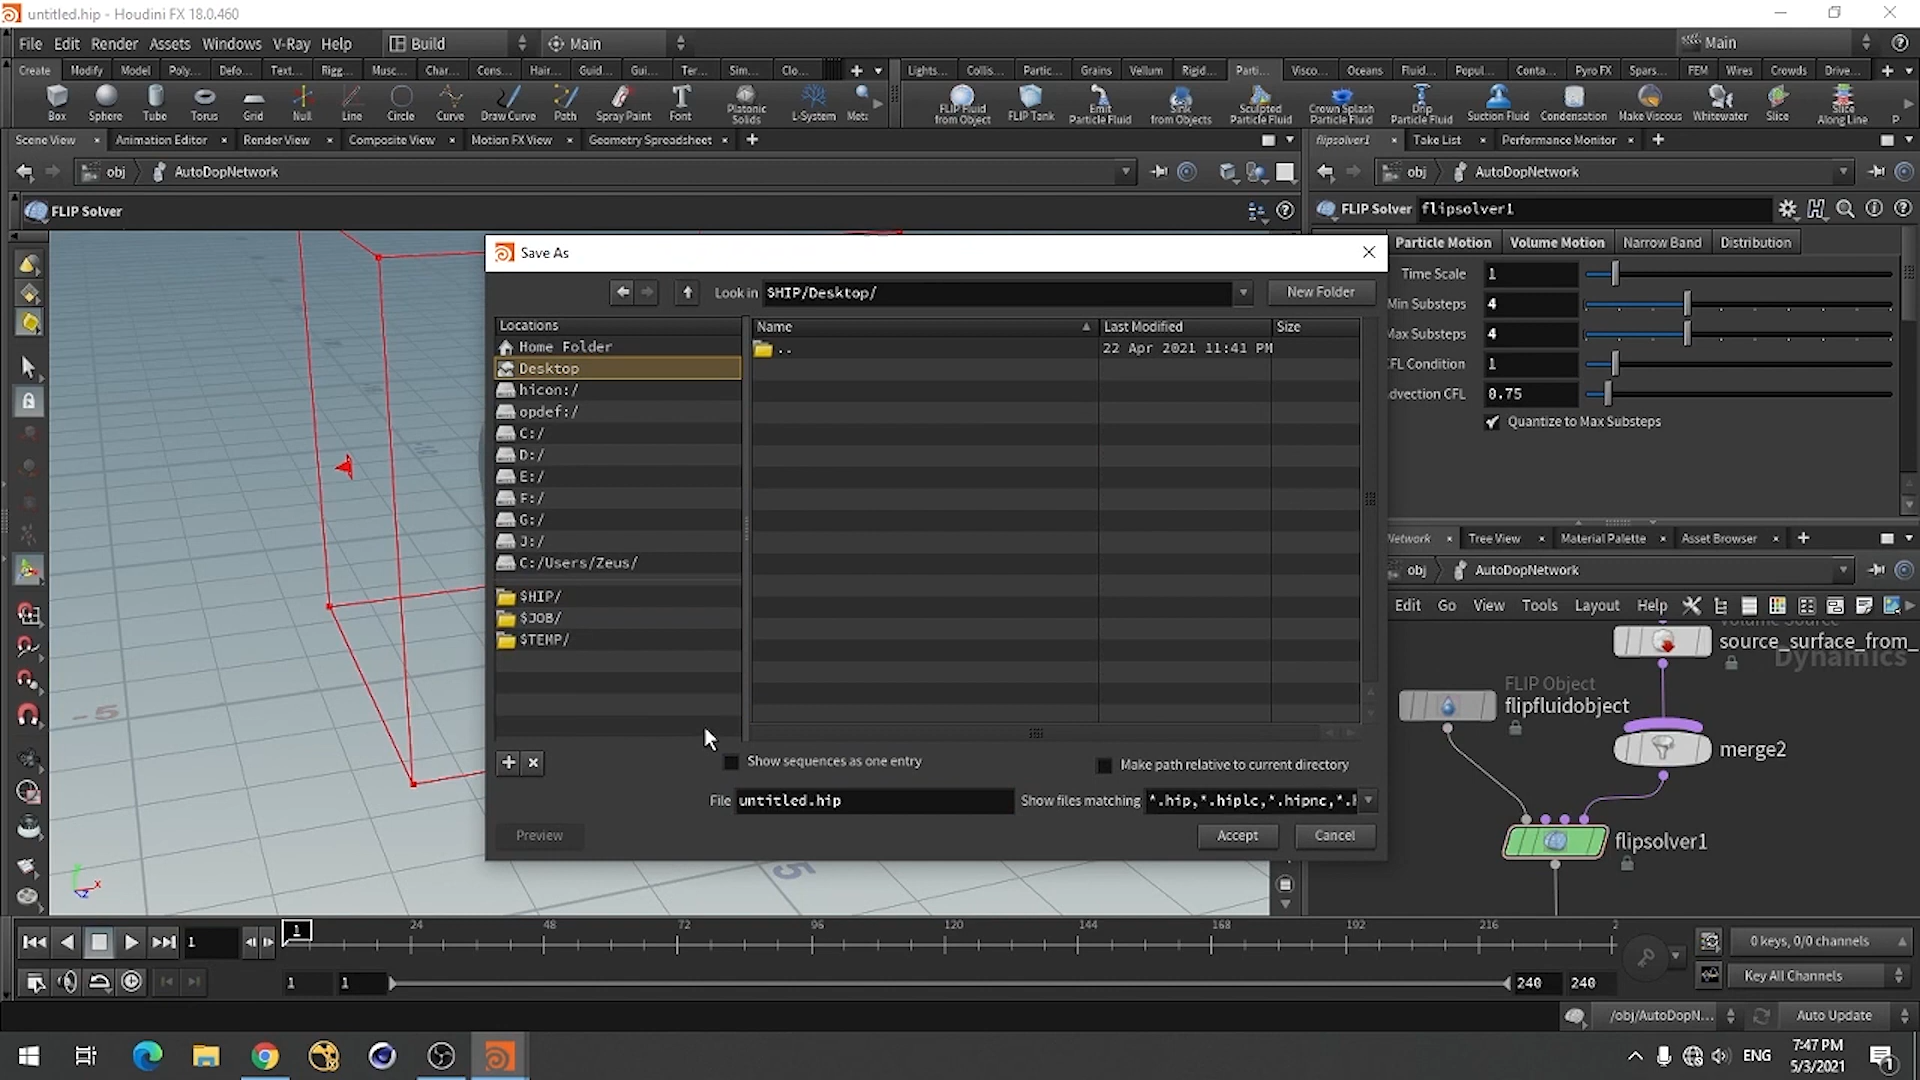 untitled.hip - Houdini FX 18.0.460
File Edit Render Assets Windows V-Ray Help Build Main Main
Create Modify Model Poly... Defo... Text... Rigg... Musc... Char... Cons... Hair... Guid... Gui... Ter... Sim... Clo...
Lights... Collis... Partic... Grains Vellum Rigid... Parti... Visco... Oceans Fluid... Popul... Conta... Pyro FX Spars... FEM Wires Crowds Drive...
Box Sphere Tube Torus Grid Null Line Circle Curve Draw Curve Path Spray Paint Font Platonic Solids L-System Met:
FLIP Fluid from Object FLIP Tank Emit Particle Fluid Sink from Objects Sculpted Particle Fluid Crown Splash Particle Fluid Drip Particle Fluid Suction Fluid Condensation Make Viscous Whitewater Slice Slice Along Line P
Scene View Animation Editor Render View Composite View Motion FX View Geometry Spreadsheet
flipsolver1 Take List Performance Monitor
obj AutoDopNetwork
obj AutoDopNetwork
FLIP Solver
FLIP Solver flipsolver1
Particle Motion Volume Motion Narrow Band Distribution
Time Scale 1
Min Substeps 4
Max Substeps 4
CFL Condition 1
dvection CFL 0.75
Quantize to Max Substeps
Save As
Look in $HIP/Desktop/ New Folder
Locations
Home Folder
Desktop
hicon:/
opdef:/
C:/
D:/
E:/
F:/
G:/
J:/
C:/Users/Zeus/
$HIP/
$JOB/
$TEMP/
Name Last Modified Size
.. 22 Apr 2021 11:41 PM
Show sequences as one entry Make path relative to current directory
File untitled.hip Show files matching *.hip,*.hiplc,*.hipnc,*.
Preview Accept Cancel
-5
5
x
Network Tree View Material Palette Asset Browser
obj AutoDopNetwork
Edit Go View Tools Layout Help
Volume Source
source_surface_from_
Dynamics
FLIP Object
flipfluidobject
merge2
flipsolver1
1 1 24 48 72 96 120 144 168 192 216 2
1 1 240 240
0 keys, 0/0 channels
Key All Channels
/obj/AutoDopN... Auto Update
ENG 7:47 PM
5/3/2021
1